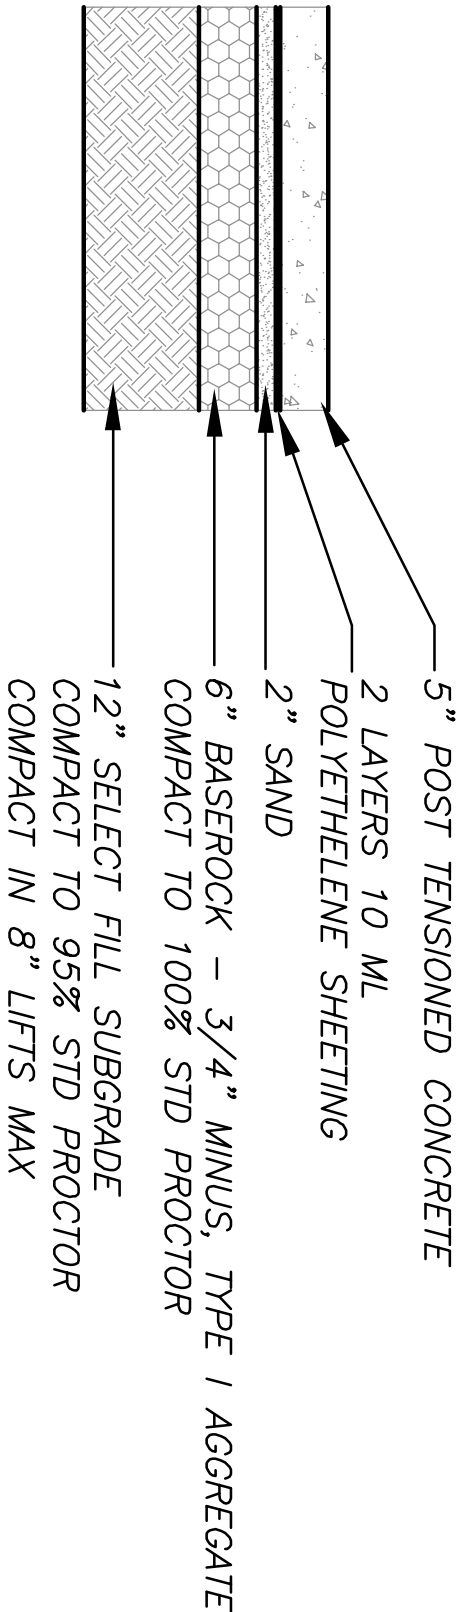 5" POST TENSIONED CONCRETE
2 LAYERS 10 ML
POLYETHELENE SHEETING
2" SAND
6" BASEROCK – 3/4" MINUS, TYPE 1 AGGREGATE
COMPACT TO 100% STD PROCTOR
12" SELECT FILL SUBGRADE
COMPACT TO 95% STD PROCTOR
COMPACT IN 8" LIFTS MAX